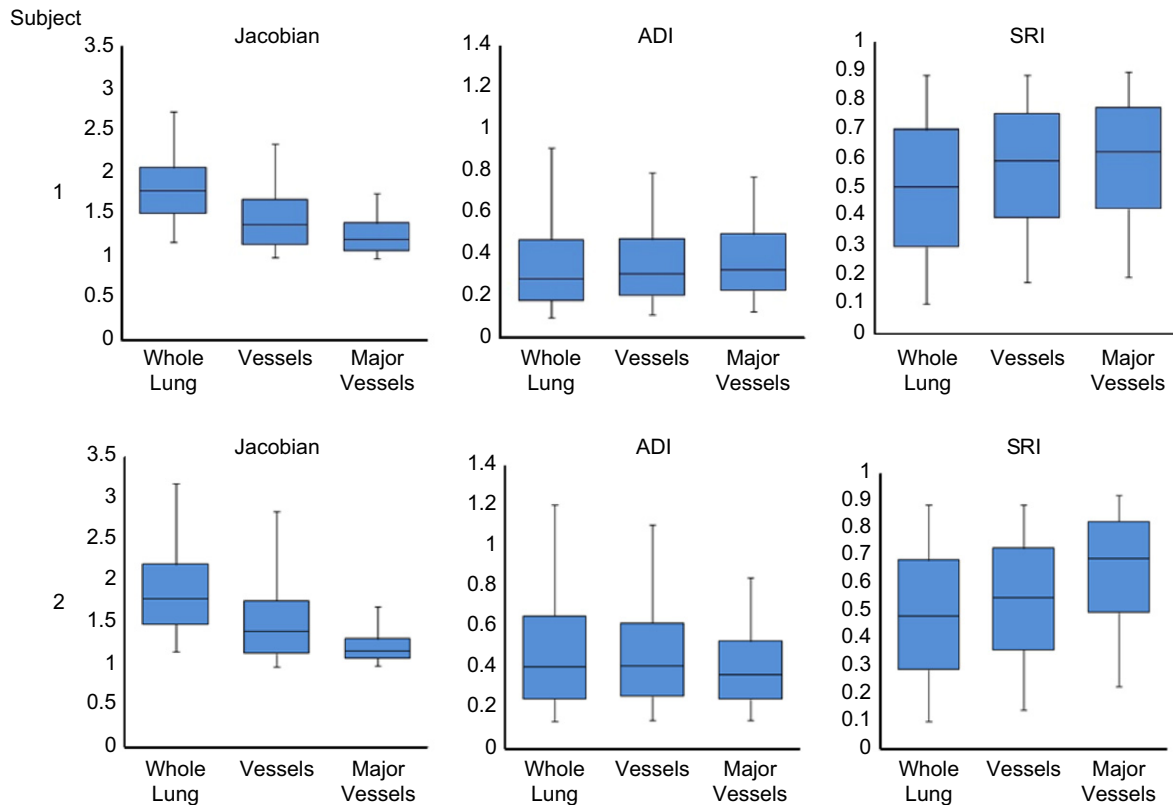 Subject
Jacobian
3.5
3
2.5
2
1.5
1
0.5
0
1
Whole Lung
Vessels
Major Vessels
ADI
1.4
1.2
1
0.8
0.6
0.4
0.2
0
Whole Lung
Vessels
Major Vessels
SRI
1
0.9
0.8
0.7
0.6
0.5
0.4
0.3
0.2
0.1
0
Whole Lung
Vessels
Major Vessels
Jacobian
3.5
3
2.5
2
1.5
1
0.5
0
2
Whole Lung
Vessels
Major Vessels
ADI
1.4
1.2
1
0.8
0.6
0.4
0.2
0
Whole Lung
Vessels
Major Vessels
SRI
1
0.9
0.8
0.7
0.6
0.5
0.4
0.3
0.2
0.1
0
Whole Lung
Vessels
Major Vessels